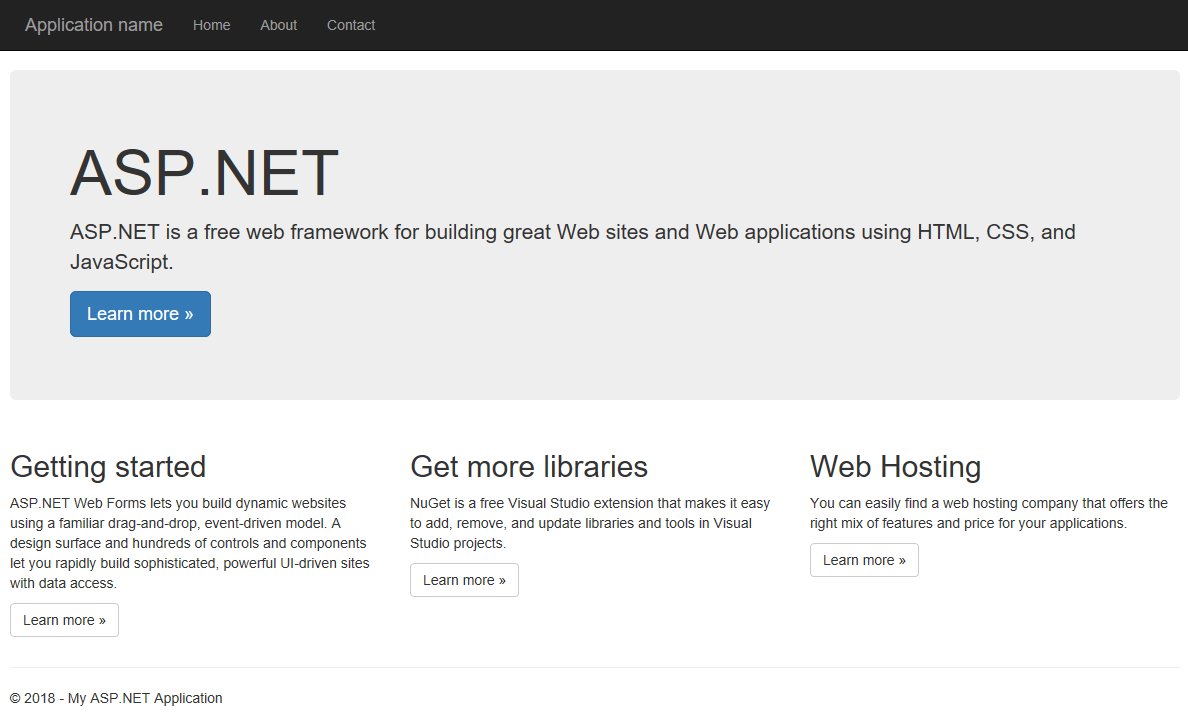 Application name Home About Contact
ASP.NET
ASP.NET is a free web framework for building great Web sites and Web applications using HTML, CSS, and
JavaScript.
Learn more »
Getting started
ASP.NET Web Forms lets you build dynamic websites
using a familiar drag-and-drop, event-driven model. A
design surface and hundreds of controls and components
let you rapidly build sophisticated, powerful UI-driven sites
with data access.
Learn more »
Get more libraries
NuGet is a free Visual Studio extension that makes it easy
to add, remove, and update libraries and tools in Visual
Studio projects.
Learn more »
Web Hosting
You can easily find a web hosting company that offers the
right mix of features and price for your applications.
Learn more »
© 2018 - My ASP.NET Application